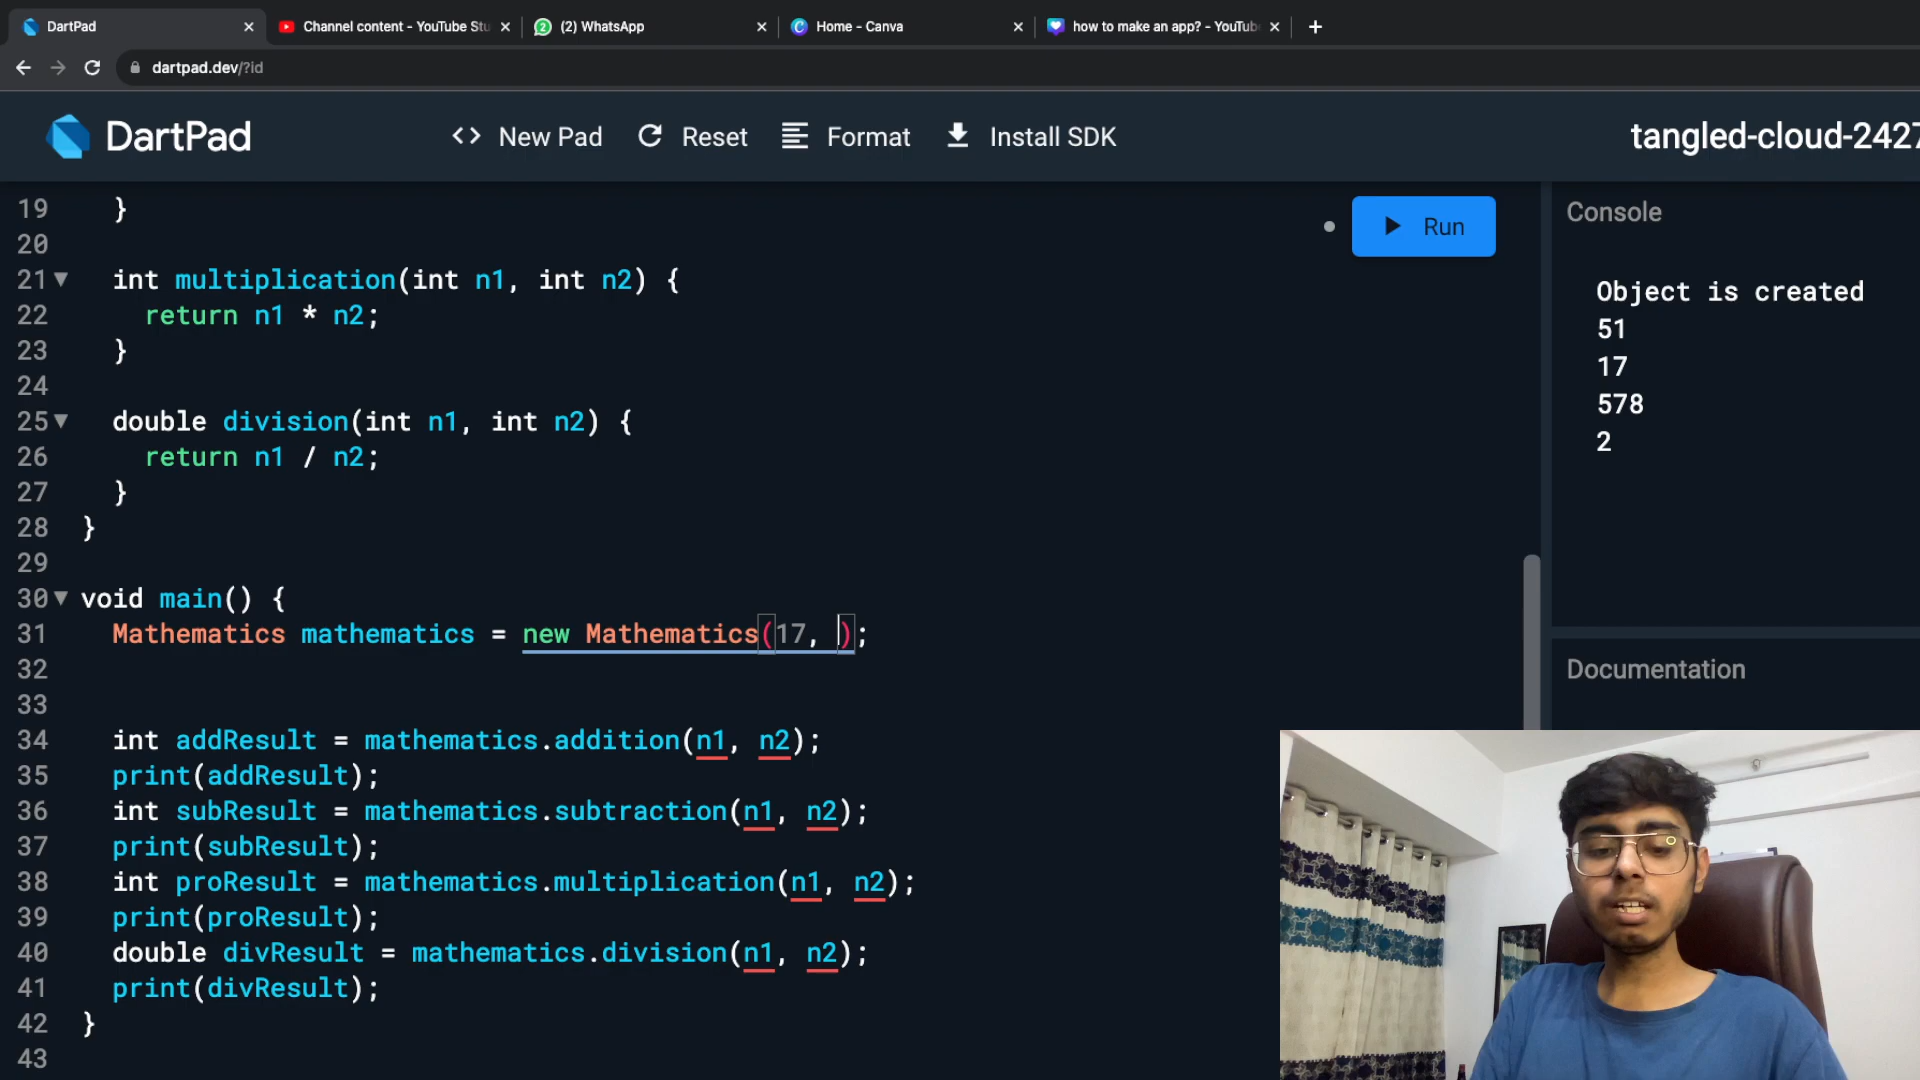 DartPad
Channel content - YouTube Stu
(2) WhatsApp
Home - Canva
how to make an app? - YouTub
dartpad.dev/?id
DartPad
New Pad
Reset
Format
Install SDK
tangled-cloud-2427
19 }
20
21 int multiplication(int n1, int n2) {
22 return n1 * n2;
23 }
24
25 double division(int n1, int n2) {
26 return n1 / n2;
27 }
28 }
29
30 void main() {
31 Mathematics mathematics = new Mathematics(17, );
32
33
34 int addResult = mathematics.addition(n1, n2);
35 print(addResult);
36 int subResult = mathematics.subtraction(n1, n2);
37 print(subResult);
38 int proResult = mathematics.multiplication(n1, n2);
39 print(proResult);
40 double divResult = mathematics.division(n1, n2);
41 print(divResult);
42 }
43
Run
Console
Object is created
51
17
578
2
Documentation